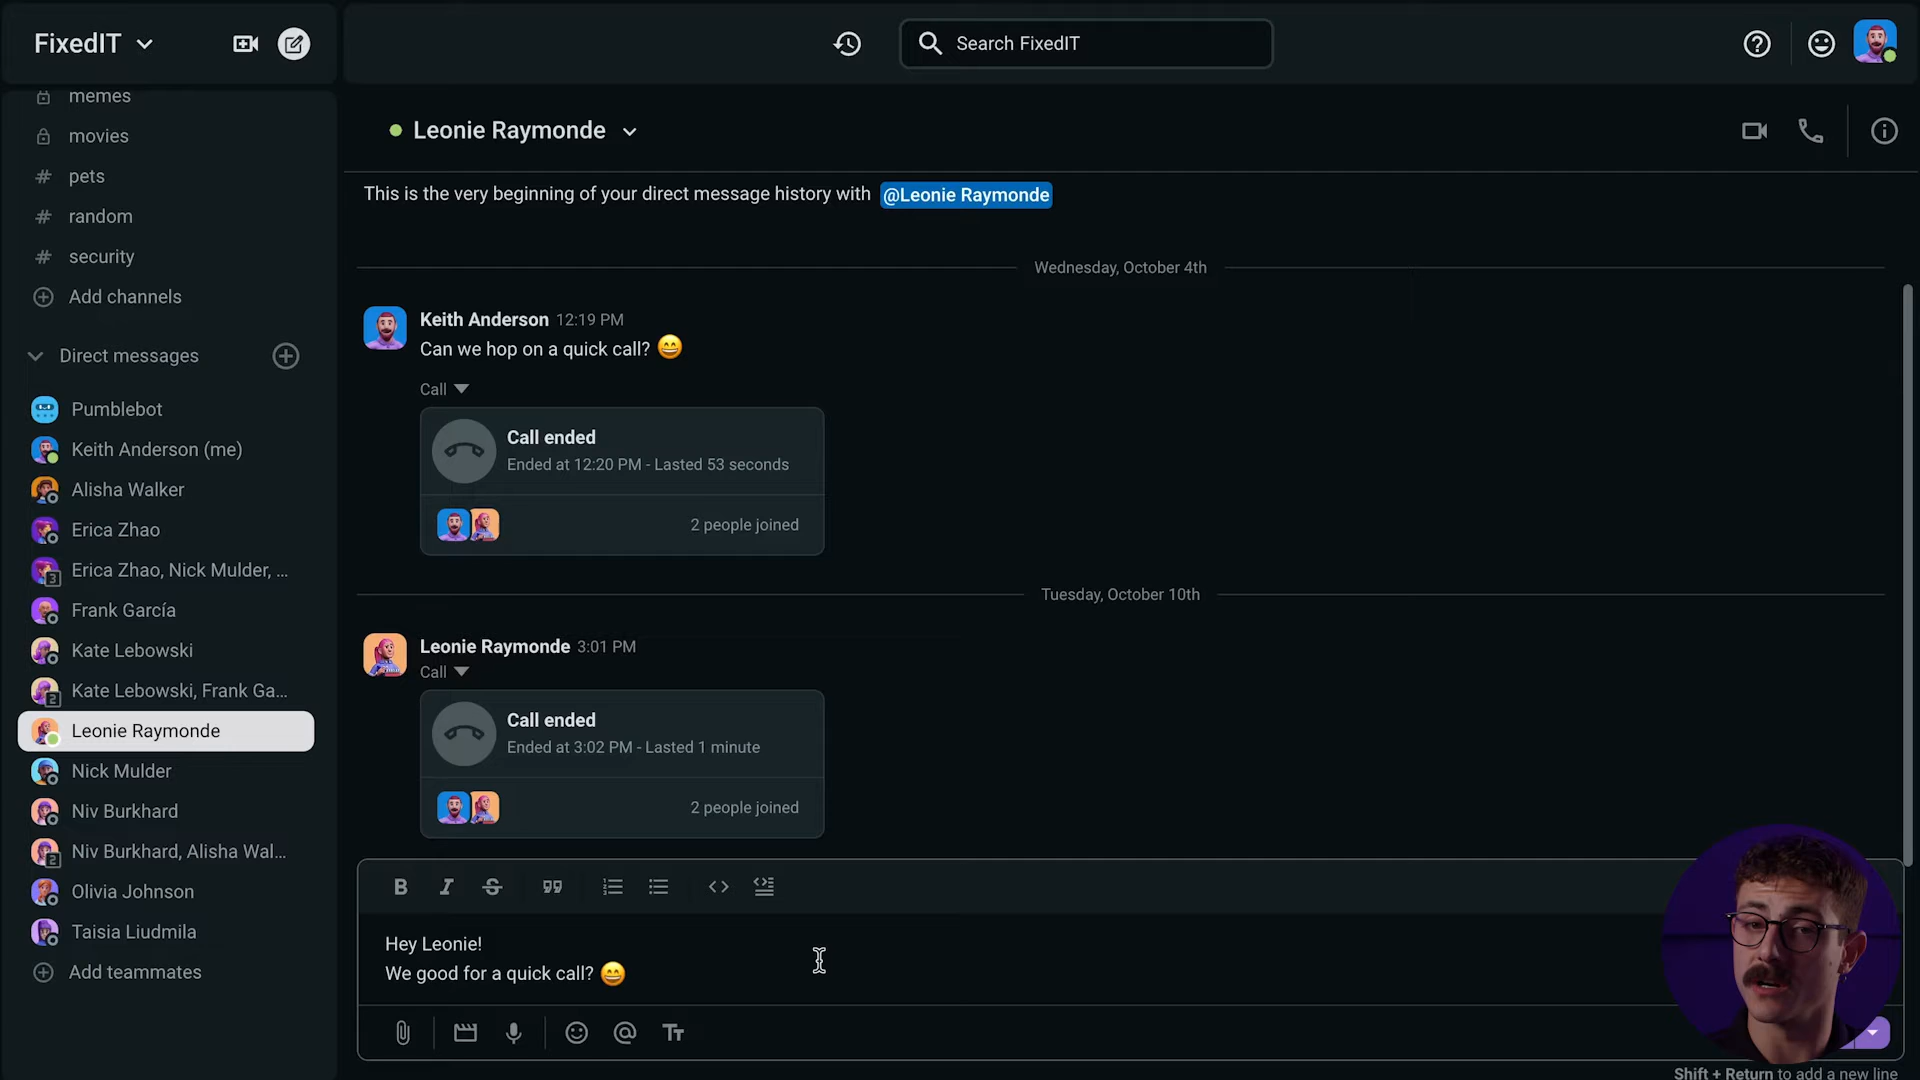 FixedIT
Search FixedIT
memes
movies
pets
random
security
Add channels
Direct messages
Pumblebot
Keith Anderson (me)
Alisha Walker
Erica Zhao
3
Erica Zhao, Nick Mulder, ...
Frank García
Kate Lebowski
2
Kate Lebowski, Frank Ga...
Leonie Raymonde
Nick Mulder
Niv Burkhard
2
Niv Burkhard, Alisha Wal...
Olivia Johnson
Taisia Liudmila
Add teammates
Leonie Raymonde
This is the very beginning of your direct message history with @Leonie Raymonde
Wednesday, October 4th
Keith Anderson 12:19 PM
Can we hop on a quick call? 😄
Call
Call ended
Ended at 12:20 PM - Lasted 53 seconds
2 people joined
Tuesday, October 10th
Leonie Raymonde 3:01 PM
Call
Call ended
Ended at 3:02 PM - Lasted 1 minute
2 people joined
Hey Leonie!
We good for a quick call? 😄
Shift + Return to add a new line